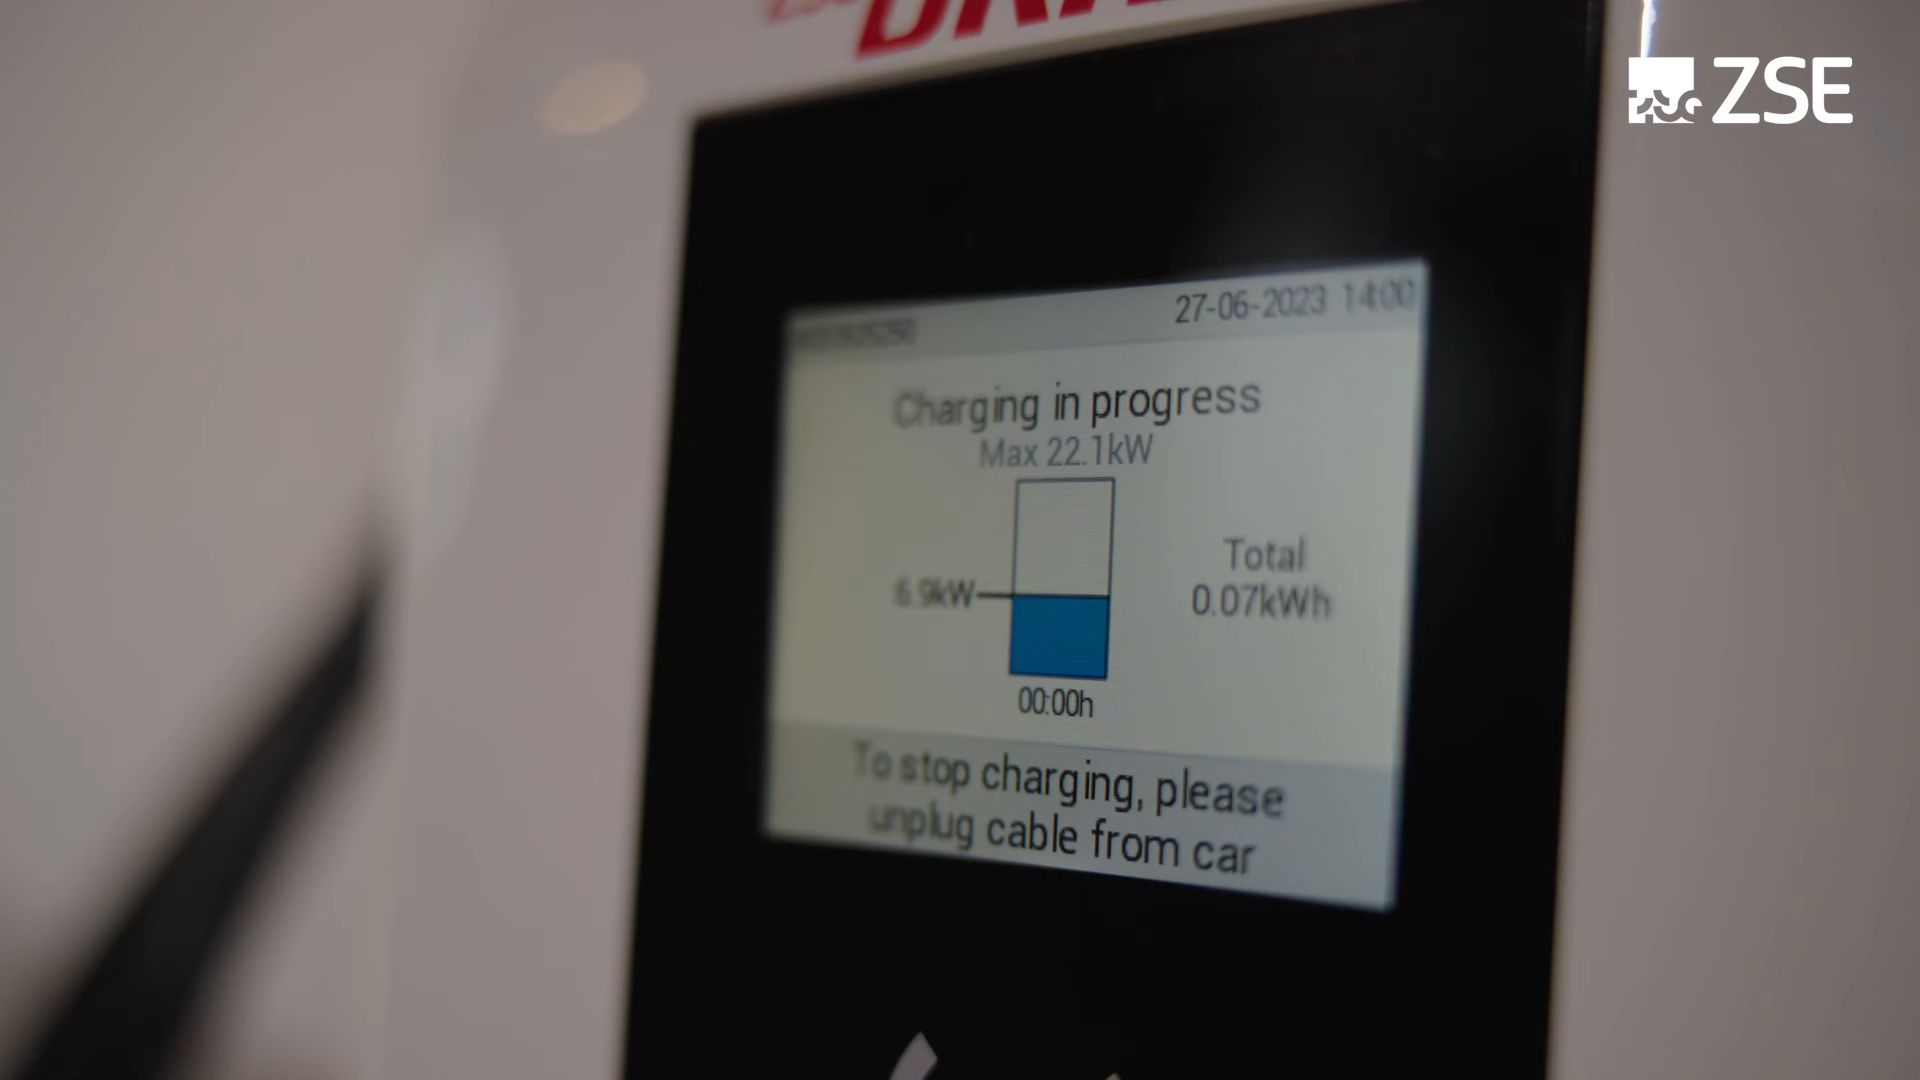 ZSE
27-06-2023 14:00
Charging in progress
Max 22.1kW
6.9kW
Total
0.07kWh
00:00h
To stop charging, please
unplug cable from car